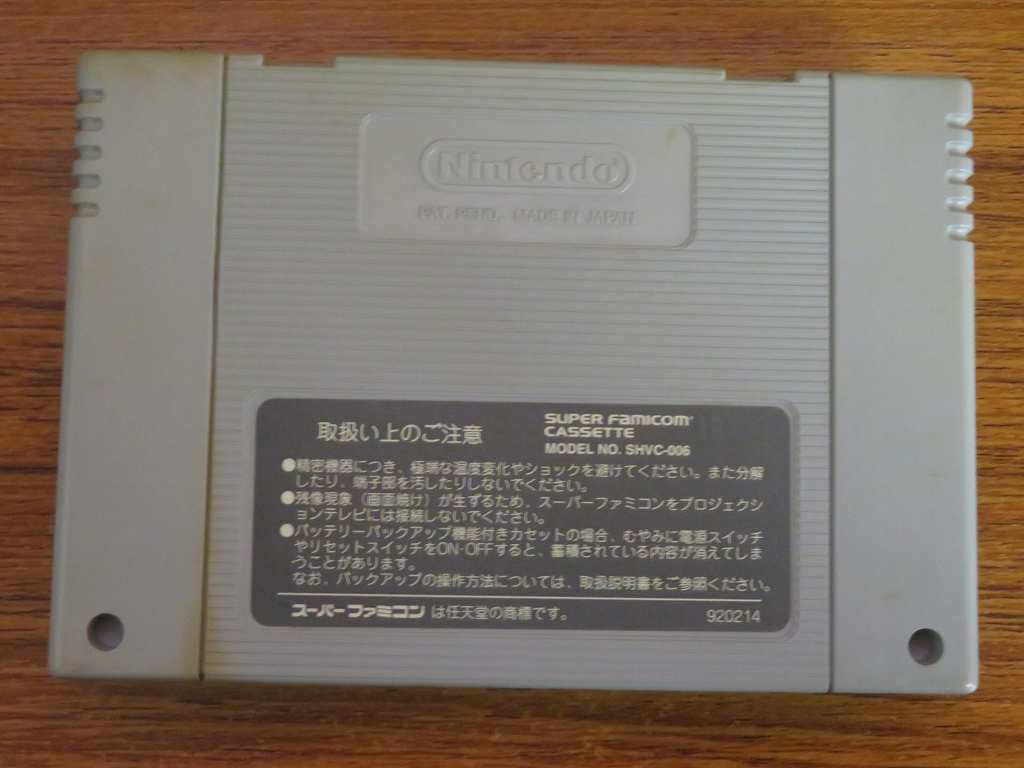 Nintendo®
PAT. PEND. MADE IN JAPAN
取扱い上のご注意
SUPER FAMICOM®
CASSETTE
MODEL NO. SHVC-006
●精密機器につき、極端な温度変化やショックを避けてください。また分解
したり、端子部を汚したりしないでください。
●残像現象（画面焼け）が生ずるため、スーパーファミコンをプロジェクシ
ョンテレビには接続しないでください。
●バッテリーバックアップ機能付きカセットの場合、むやみに電源スイッチ
やリセットスイッチをON·OFFすると、蓄積されている内容が消えてしま
うことがあります。
なお、バックアップの操作方法については、取扱説明書をご参照ください。
スーパーファミコン は任天堂の商標です。
920214